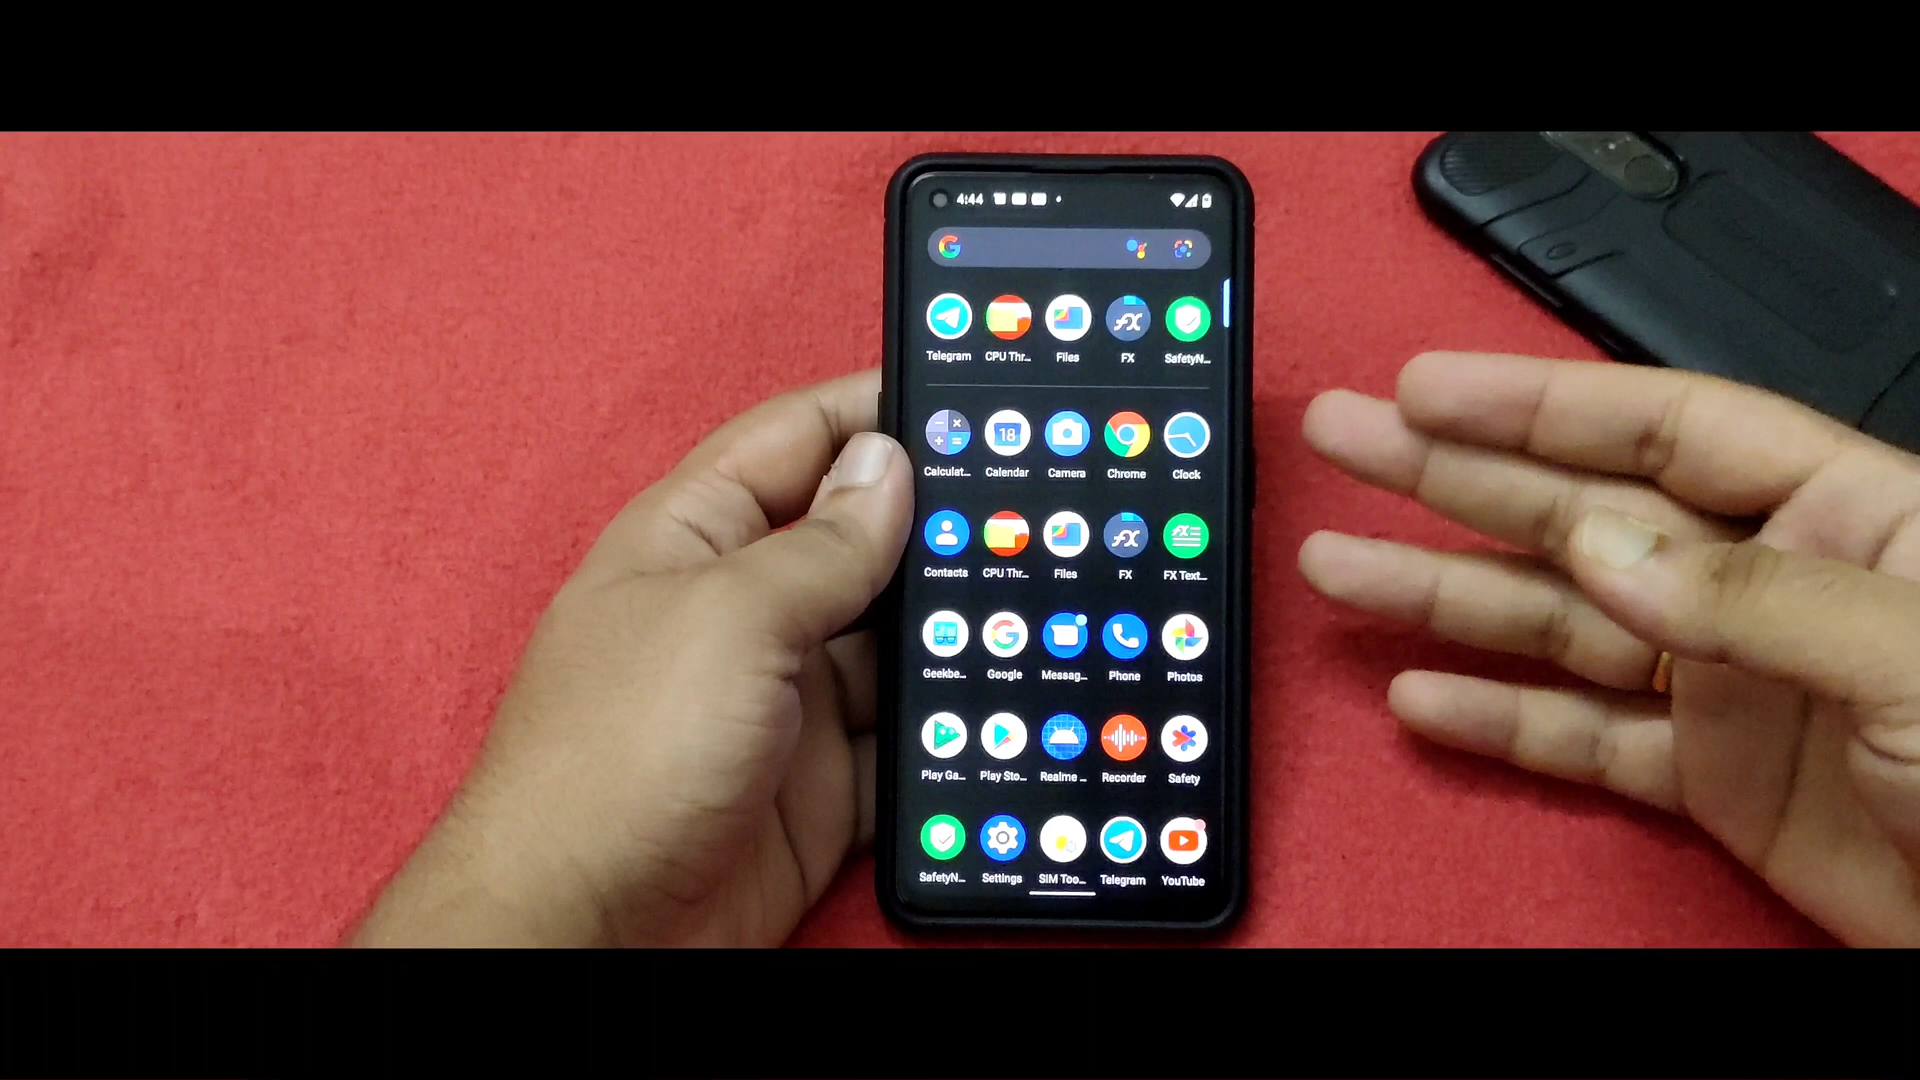 4:44
Telegram CPU Thr... Files FX SafetyN...
Calculat... Calendar Camera Chrome Clock
Contacts CPU Thr... Files FX FX Text...
Geekbe... Google Messag... Phone Photos
Play Ga... Play Sto... Realme ... Recorder Safety
SafetyN... Settings SIM Too... Telegram YouTube